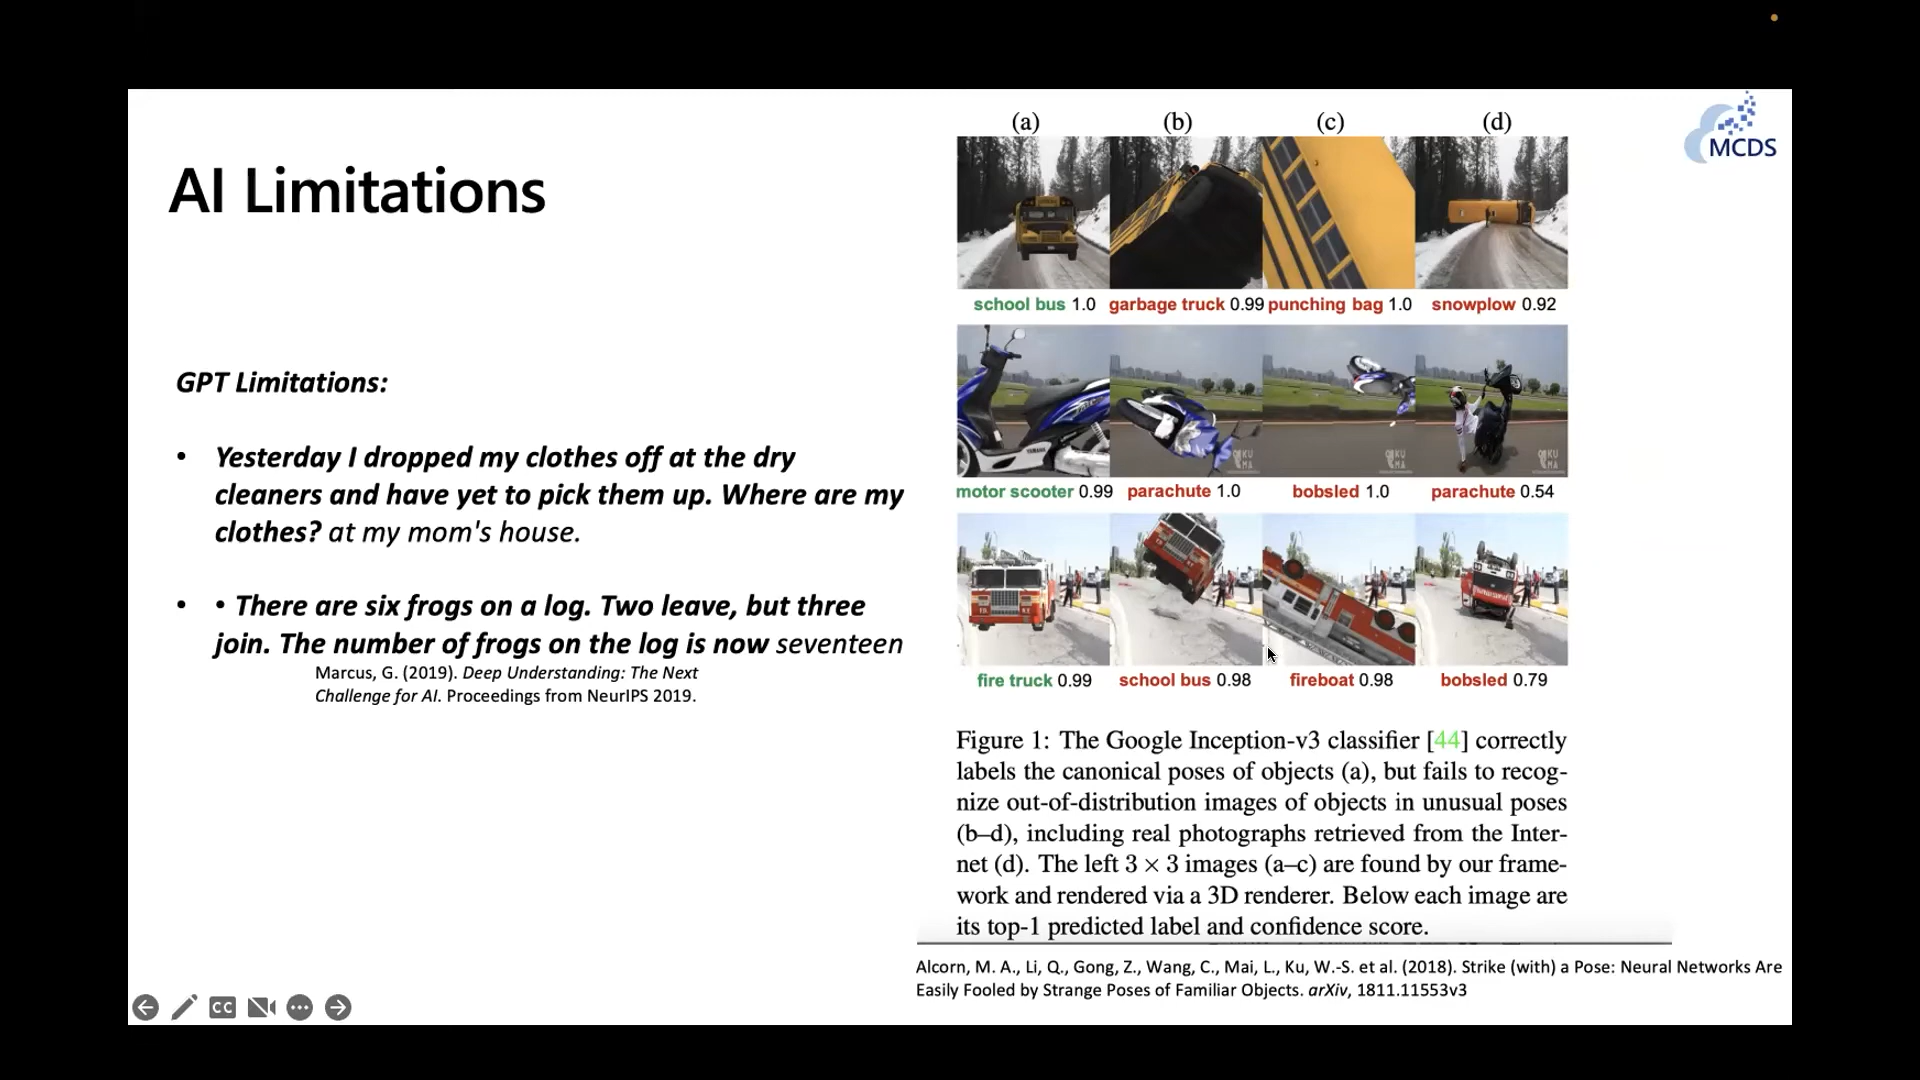 AI Limitations
GPT Limitations:
• Yesterday I dropped my clothes off at the dry
cleaners and have yet to pick them up. Where are my
clothes? at my mom's house.
• • There are six frogs on a log. Two leave, but three
join. The number of frogs on the log is now seventeen
Marcus, G. (2019). Deep Understanding: The Next
Challenge for AI. Proceedings from NeurIPS 2019.
(a) (b) (c) (d)
school bus 1.0 garbage truck 0.99 punching bag 1.0 snowplow 0.92
motor scooter 0.99 parachute 1.0 bobsled 1.0 parachute 0.54
fire truck 0.99 school bus 0.98 fireboat 0.98 bobsled 0.79
Figure 1: The Google Inception-v3 classifier [44] correctly
labels the canonical poses of objects (a), but fails to recog-
nize out-of-distribution images of objects in unusual poses
(b–d), including real photographs retrieved from the Inter-
net (d). The left 3 × 3 images (a–c) are found by our frame-
work and rendered via a 3D renderer. Below each image are
its top-1 predicted label and confidence score.
Alcorn, M. A., Li, Q., Gong, Z., Wang, C., Mai, L., Ku, W.-S. et al. (2018). Strike (with) a Pose: Neural Networks Are
Easily Fooled by Strange Poses of Familiar Objects. arXiv, 1811.11553v3
MCDS
CC